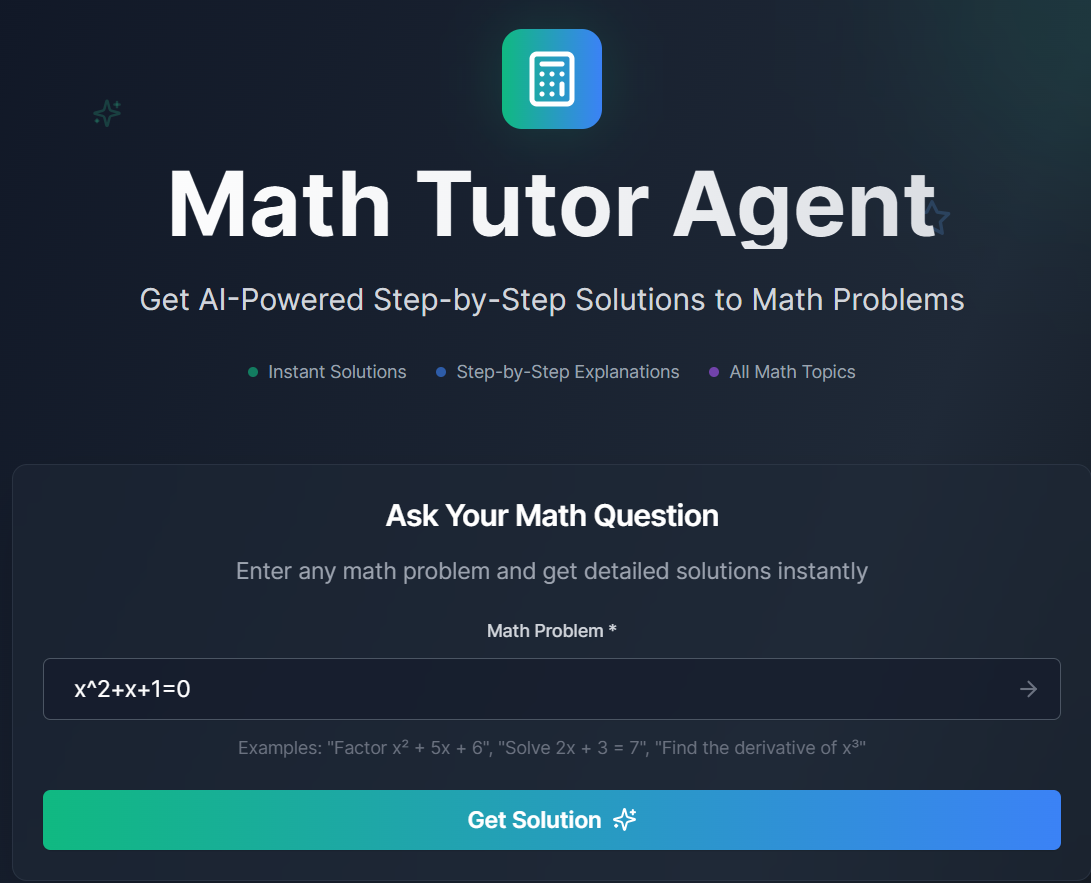 Math Tutor Agent
Get AI-Powered Step-by-Step Solutions to Math Problems
Instant Solutions Step-by-Step Explanations All Math Topics
Ask Your Math Question
Enter any math problem and get detailed solutions instantly
Math Problem *
x^2+x+1=0
Examples: "Factor x² + 5x + 6", "Solve 2x + 3 = 7", "Find the derivative of x³"
Get Solution